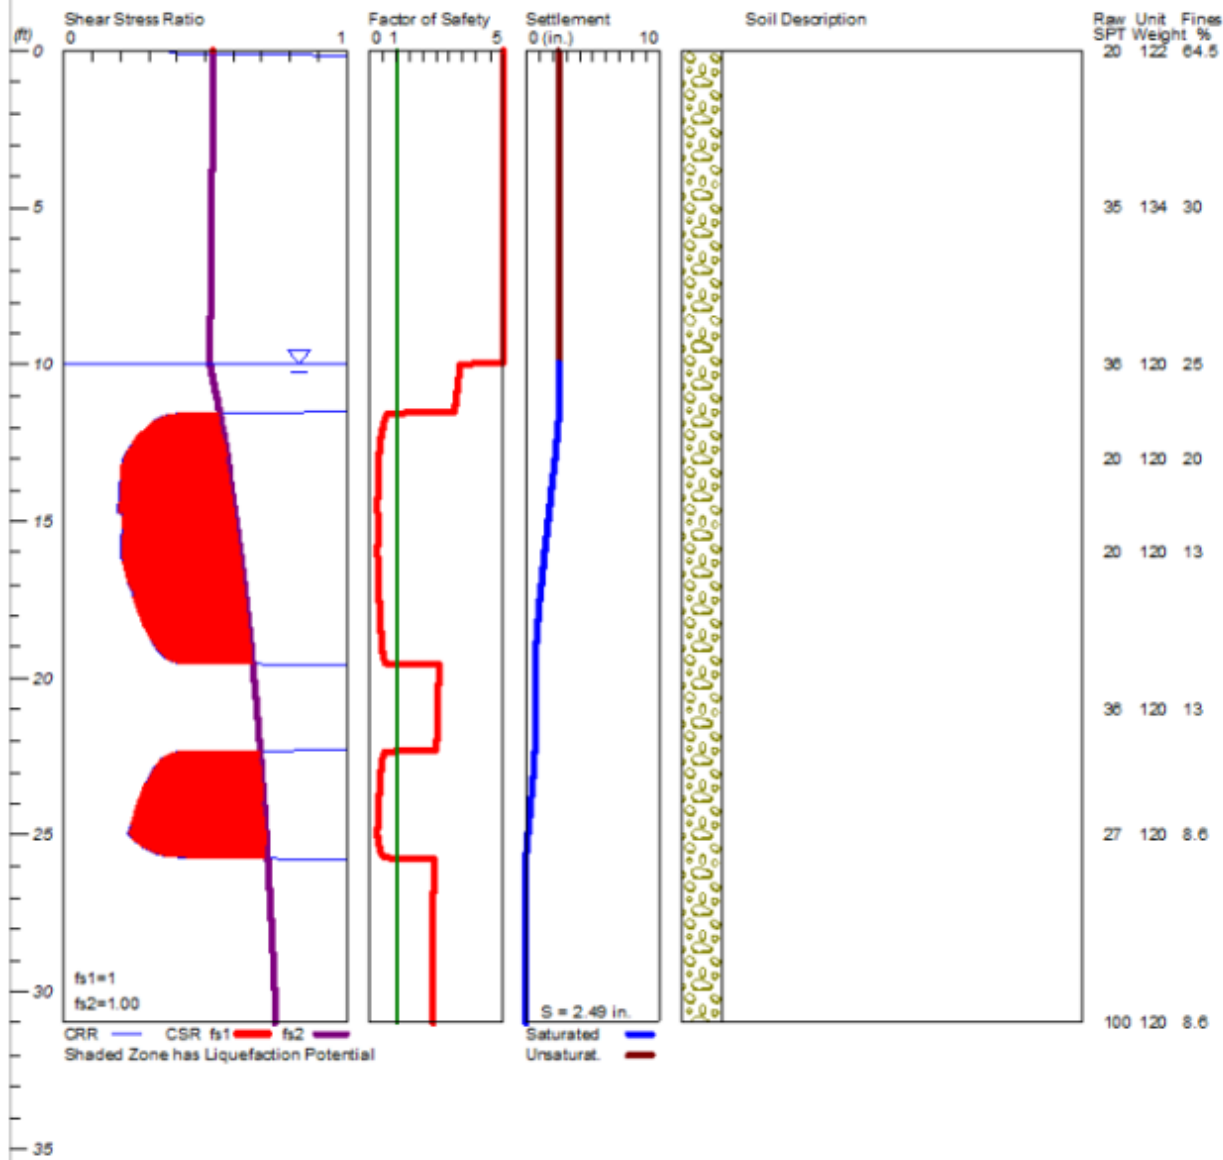 Shear Stress Ratio Factor of Safety Settlement Soil Description Raw Unit Fines
(ft) 0 1 0 1 5 0 (in.) 10 SPT Weight %
0 20 122 64.5
5 35 134 30
10 36 120 25
20 120 20
15
20 120 13
20
36 120 13
25 27 120 8.6
fs1=1
30
fs2=1.00 S = 2.49 in.
100 120 8.6
CRR CSR fs1 fs2 Saturated
Shaded Zone has Liquefaction Potential Unsaturat.
35